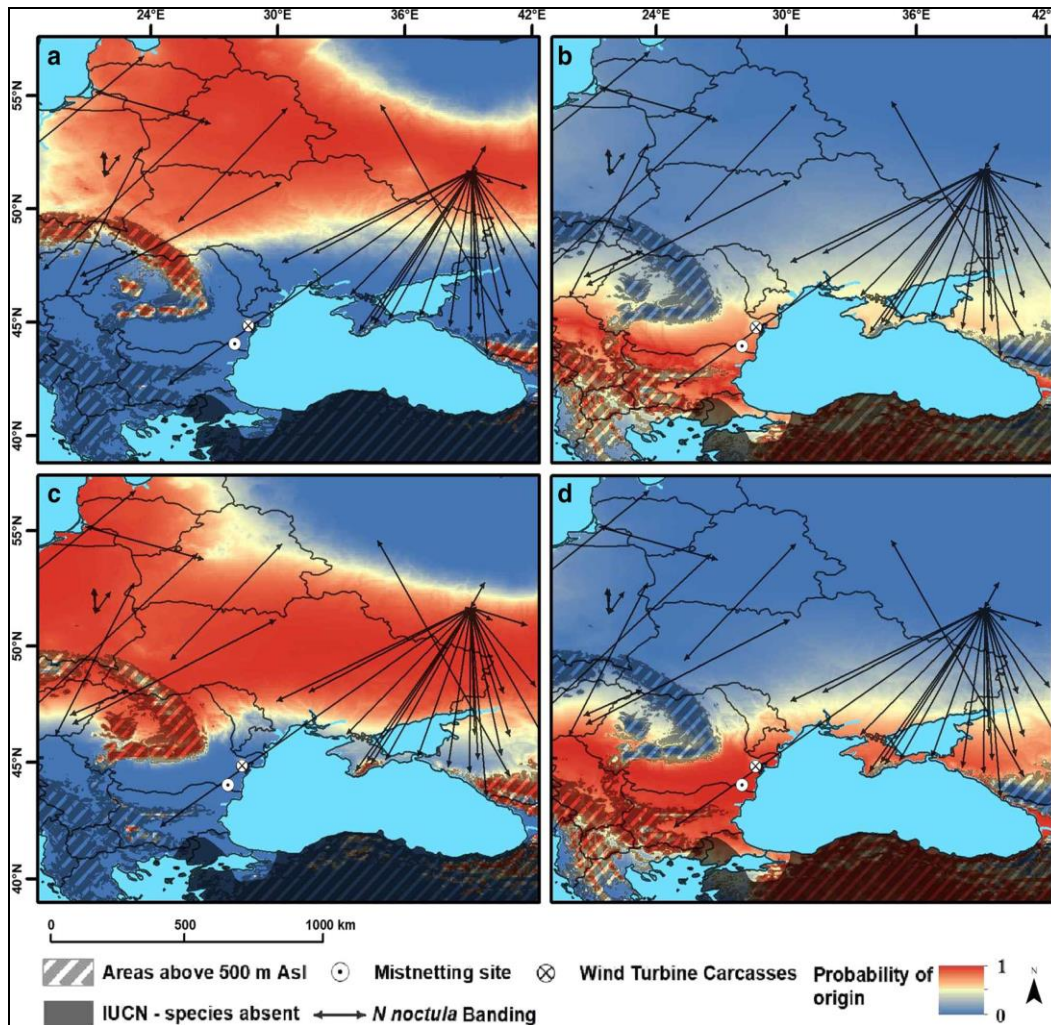 24°E 30°E 36°E 42°E 24°E 30°E 36°E 42°E
a b
55°N
50°N
45°N
40°N
c d
55°N
50°N
45°N
40°N
0 500 1000 km
Areas above 500 m Asl Mistnetting site Wind Turbine Carcasses Probability of origin 1 0 N
IUCN - species absent N noctula Banding